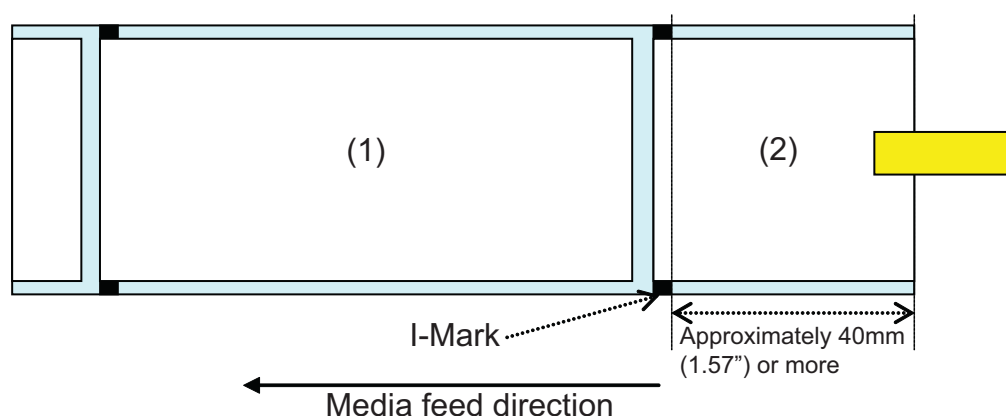 (1)
(2)
I-Mark
Approximately 40mm
(1.57”) or more
Media feed direction